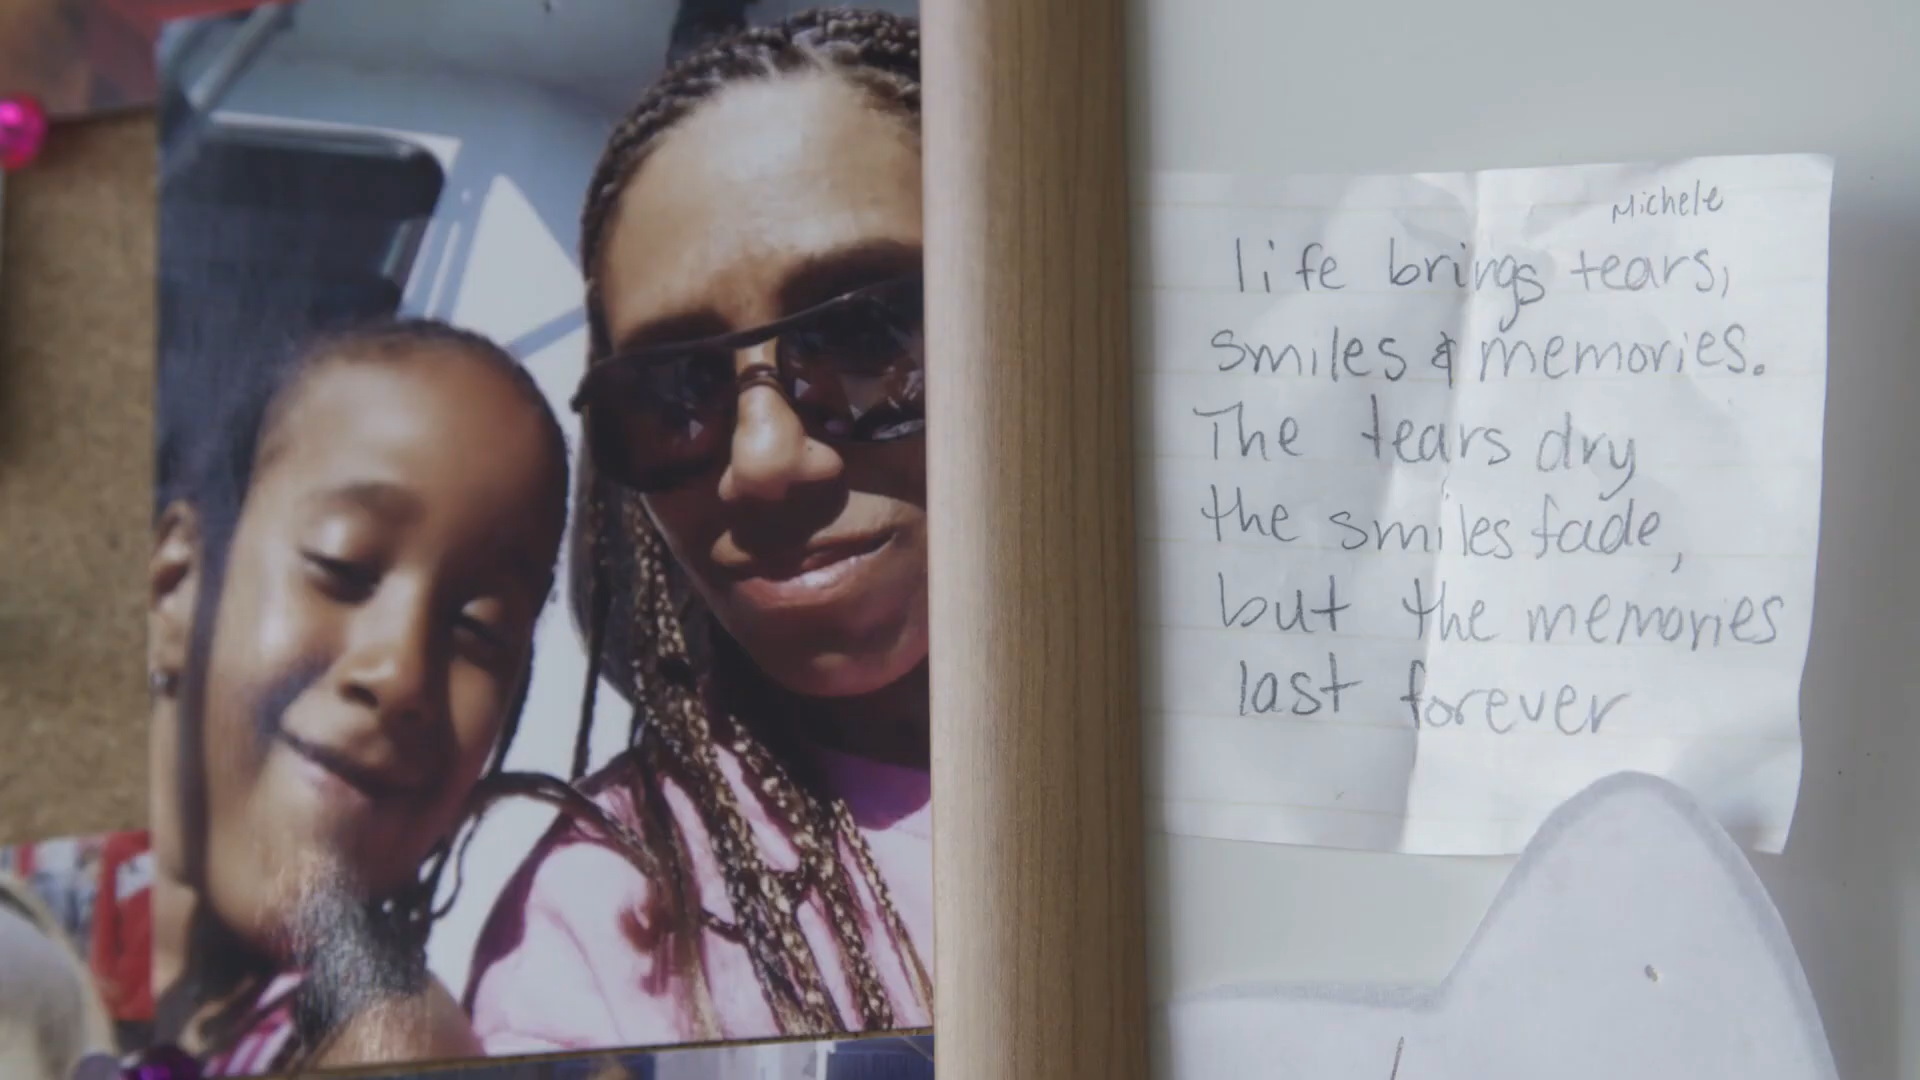 Michele
life brings tears,
smiles & memories.
The tears dry
the smiles fade,
but the memories
last forever